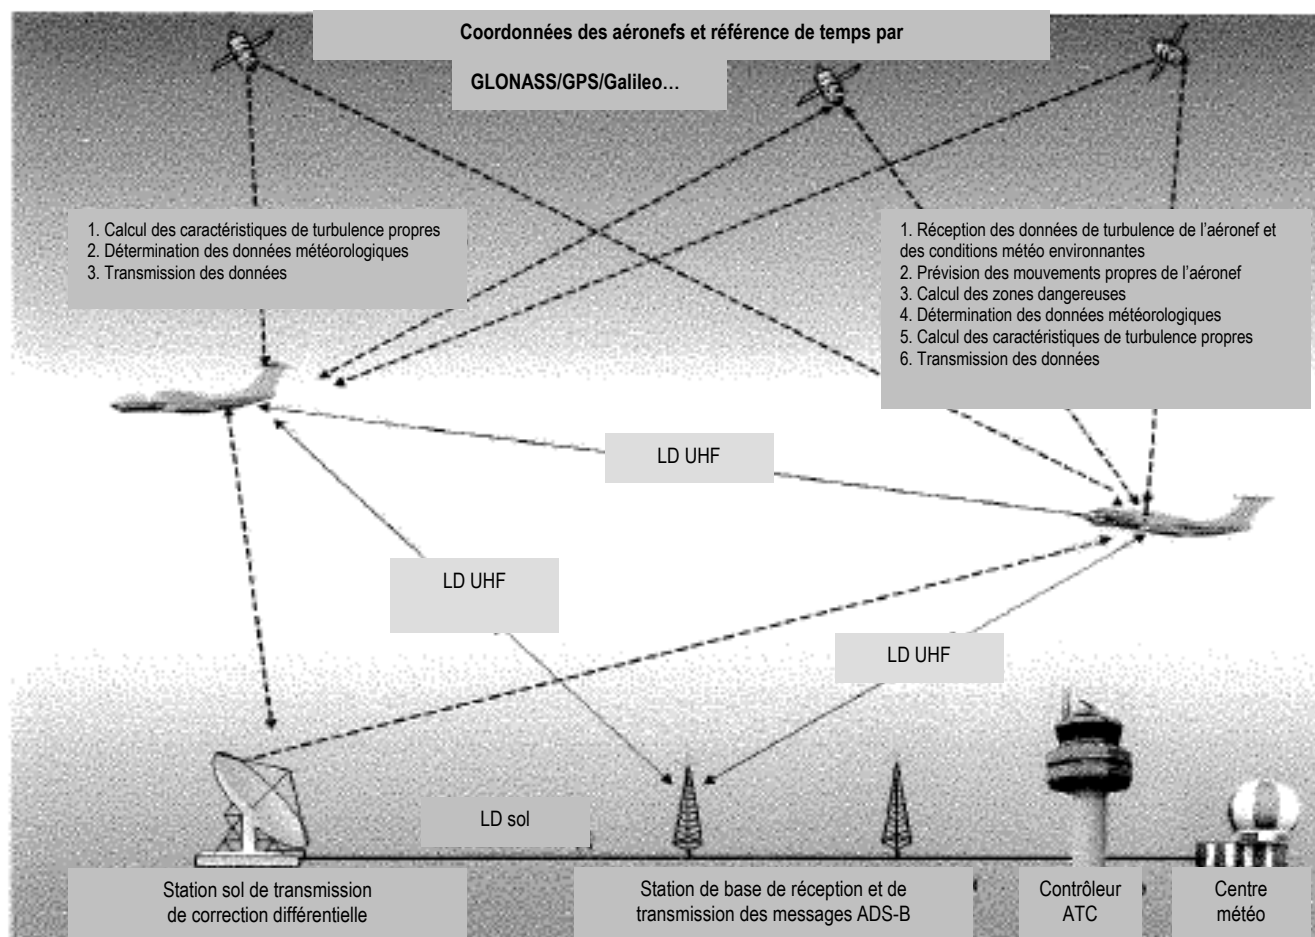 Coordonnées des aéronefs et référence de temps par
GLONASS/GPS/Galileo…
1. Calcul des caractéristiques de turbulence propres
2. Détermination des données météorologiques
3. Transmission des données
1. Réception des données de turbulence de l'aéronef et
des conditions météo environnantes
2. Prévision des mouvements propres de l'aéronef
3. Calcul des zones dangereuses
4. Détermination des données météorologiques
5. Calcul des caractéristiques de turbulence propres
6. Transmission des données
LD UHF
LD UHF
LD UHF
LD sol
Station sol de transmission
de correction différentielle
Station de base de réception et de
transmission des messages ADS-B
Contrôleur
ATC
Centre
météo